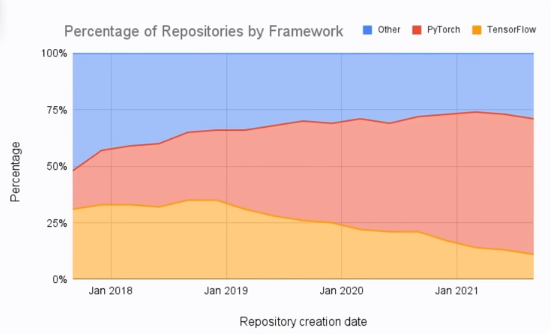 Percentage of Repositories by Framework
Other PyTorch TensorFlow
100%
75%
50%
25%
0%
Percentage
Jan 2018 Jan 2019 Jan 2020 Jan 2021
Repository creation date